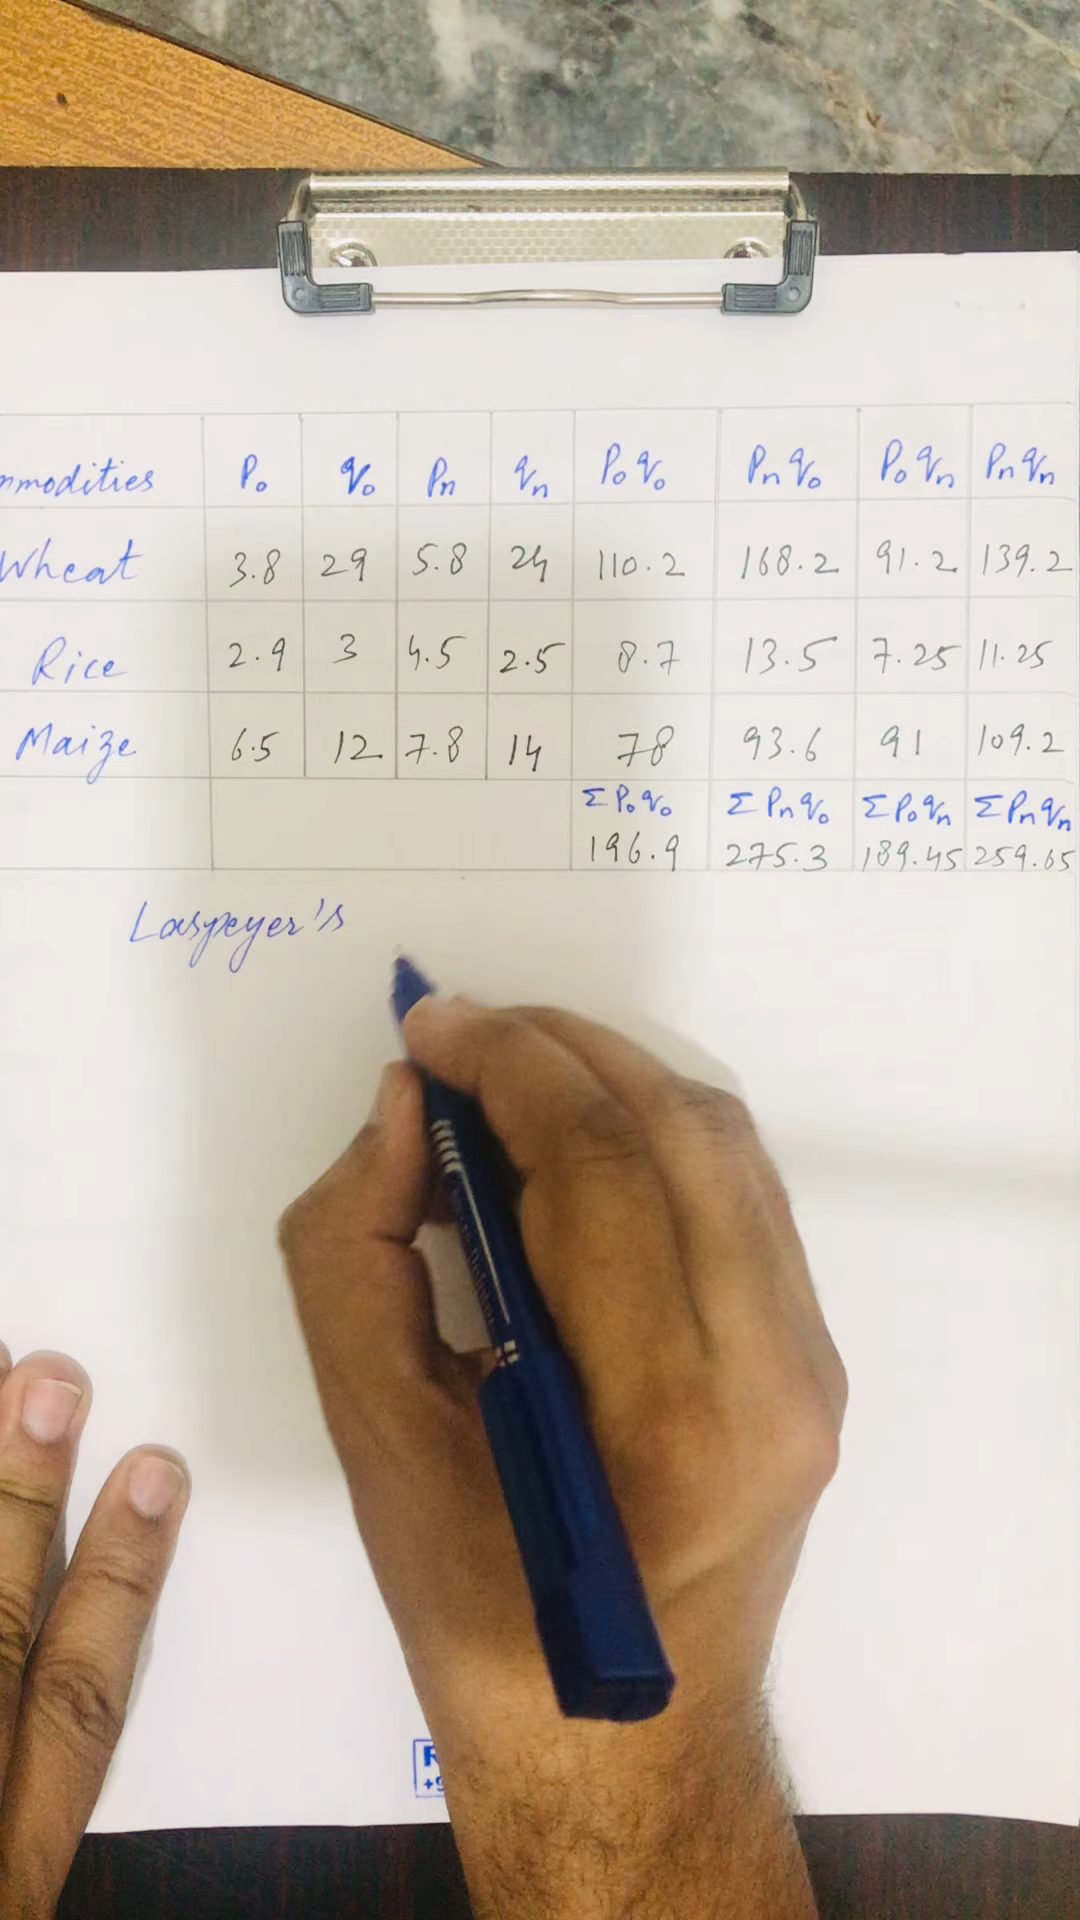 mmodities P₀ q₀ Pn qn P₀q₀ Pnq₀ P₀qn Pnqn
Wheat 3.8 29 5.8 24 110.2 168.2 91.2 139.2
Rice 2.9 3 4.5 2.5 8.7 13.5 7.25 11.25
Maize 6.5 12 7.8 14 78 93.6 91 109.2
ΣP₀q₀ ΣPnq₀ ΣP₀qn ΣPnqn
196.9 275.3 189.45 259.65
Laspeyer's
R
+9